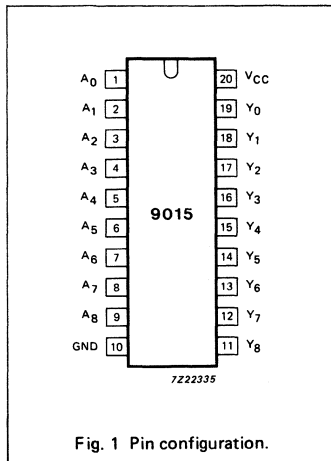 A0 1 20 VCC
A1 2 19 Y0
A2 3 18 Y1
A3 4 17 Y2
A4 5 16 Y3
9015
A5 6 15 Y4
A6 7 14 Y5
A7 8 13 Y6
A8 9 12 Y7
GND 10 11 Y8
7Z22335
Fig. 1 Pin configuration.